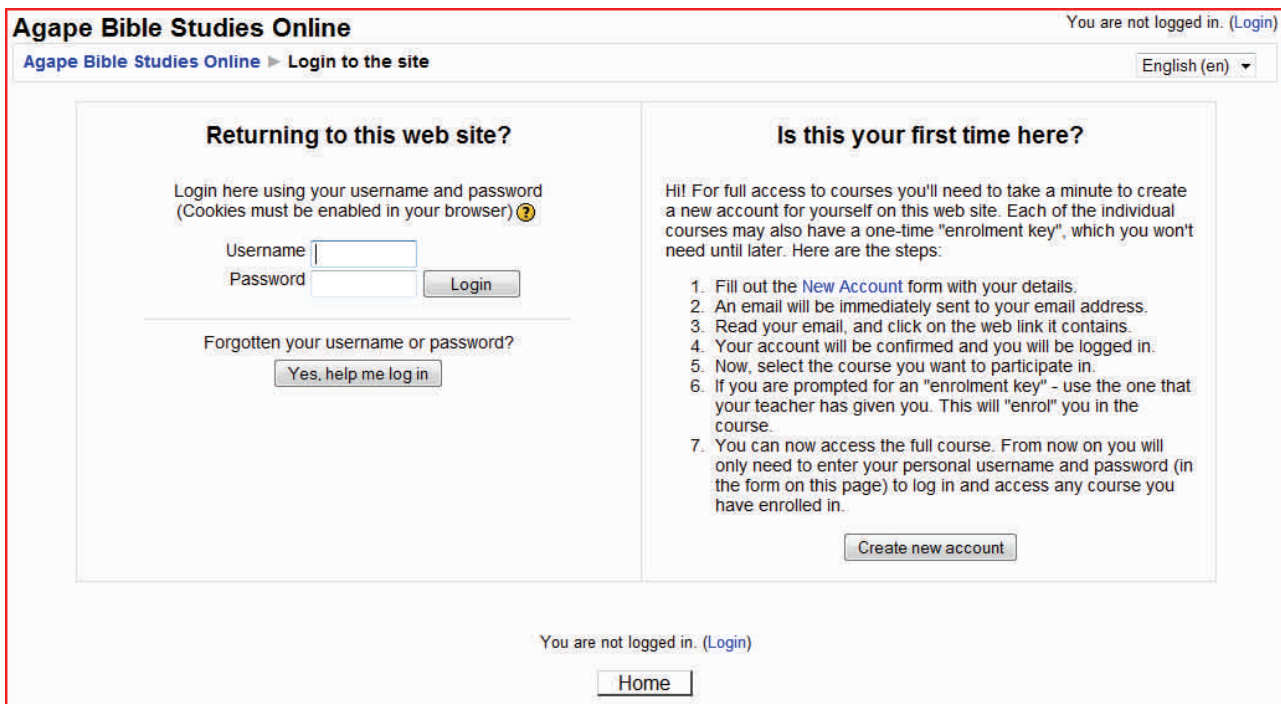 Agape Bible Studies Online
You are not logged in. (Login)
Agape Bible Studies Online ► Login to the site
English (en)
Returning to this web site?
Login here using your username and password
(Cookies must be enabled in your browser) ?
Username
Password
Login
Forgotten your username or password?
Yes, help me log in
Is this your first time here?
Hi! For full access to courses you'll need to take a minute to create
a new account for yourself on this web site. Each of the individual
courses may also have a one-time "enrolment key", which you won't
need until later. Here are the steps:
1. Fill out the New Account form with your details.
2. An email will be immediately sent to your email address.
3. Read your email, and click on the web link it contains.
4. Your account will be confirmed and you will be logged in.
5. Now, select the course you want to participate in.
6. If you are prompted for an "enrolment key" - use the one that
your teacher has given you. This will "enrol" you in the
course.
7. You can now access the full course. From now on you will
only need to enter your personal username and password (in
the form on this page) to log in and access any course you
have enrolled in.
Create new account
You are not logged in. (Login)
Home